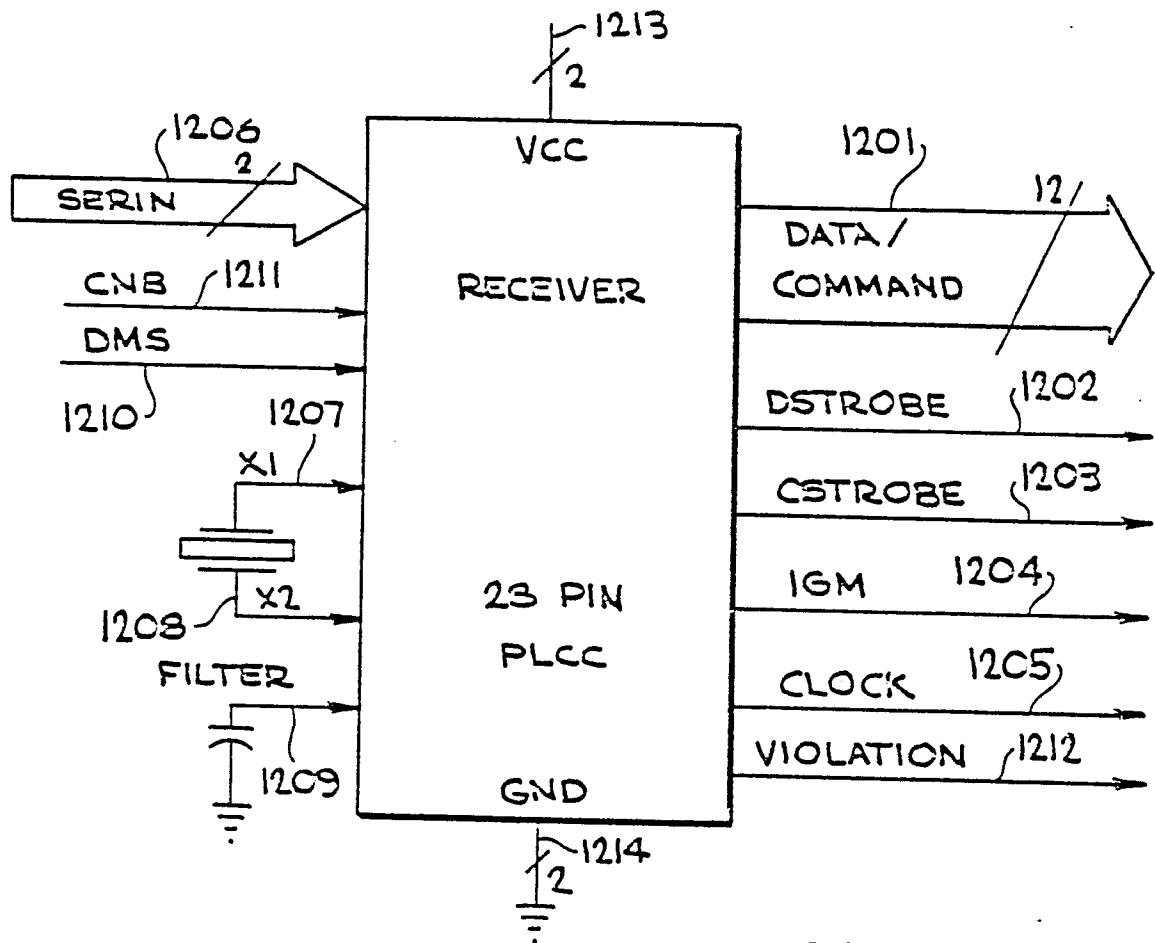 1213
2
1206
2
SERIN
VCC
1201
12
DATA/
COMMAND
CNB
1211
RECEIVER
DMS
1210
DSTROBE
1202
1207
X1
CSTROBE
1203
X2
1208
23 PIN
PLCC
IGM
1204
FILTER
CLOCK
1205
1209
VIOLATION
1212
GND
1214
2